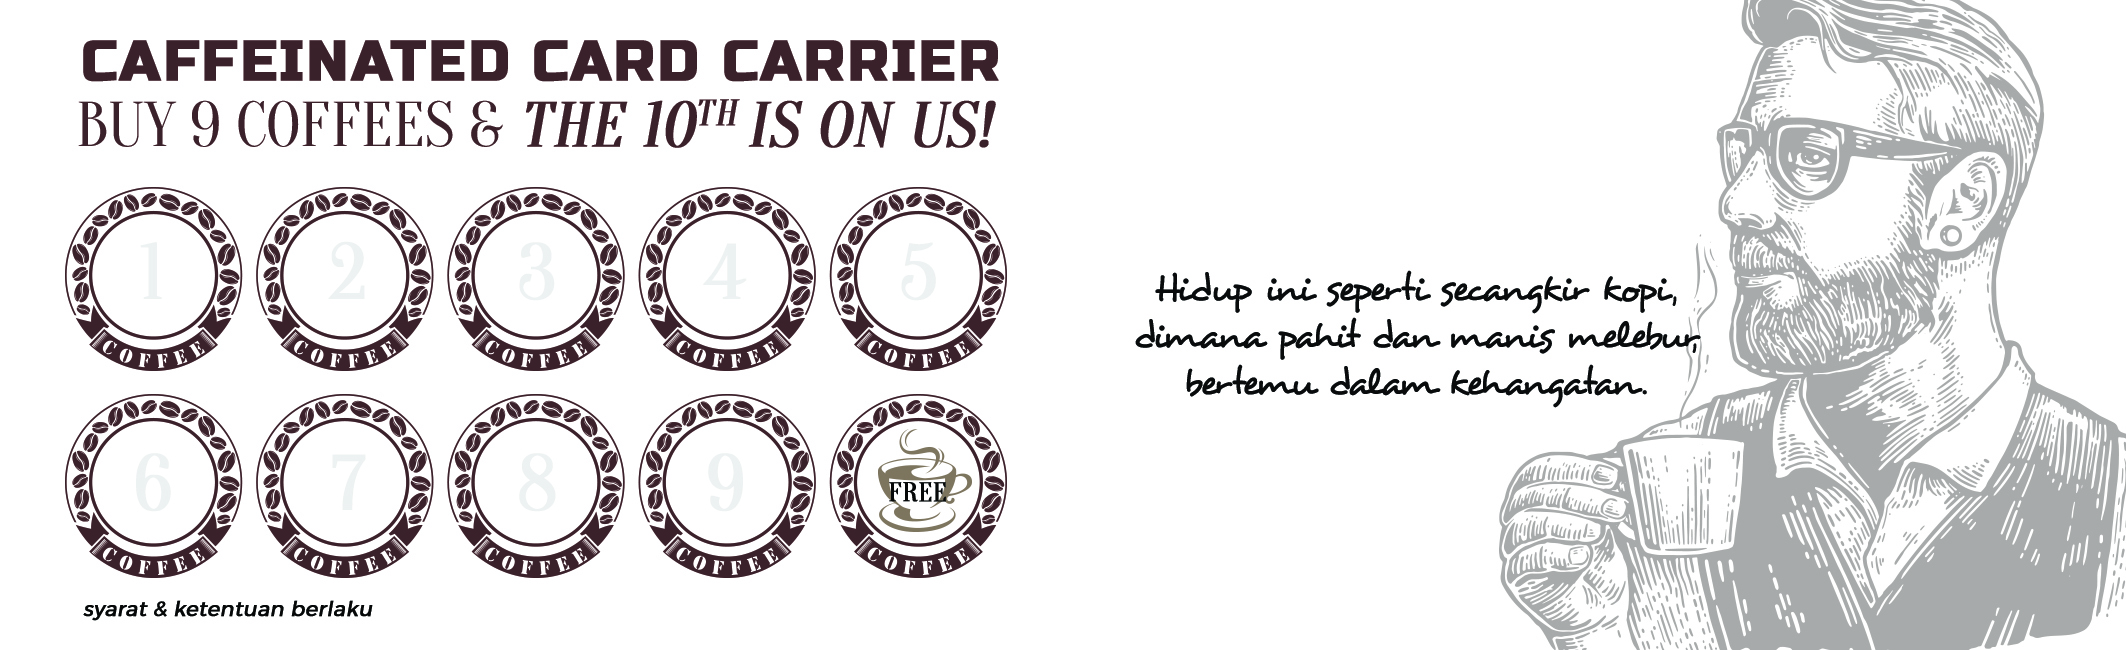 CAFFEINATED CARD CARRIER
BUY 9 COFFEES & THE 10TH IS ON US!
1 2 3 4 5
COFFEE COFFEE COFFEE COFFEE COFFEE
6 7 8 9 FREE
COFFEE COFFEE COFFEE COFFEE COFFEE
syarat & ketentuan berlaku
Hidup ini seperti secangkir kopi,
dimana pahit dan manis melebur,
bertemu dalam kehangatan.